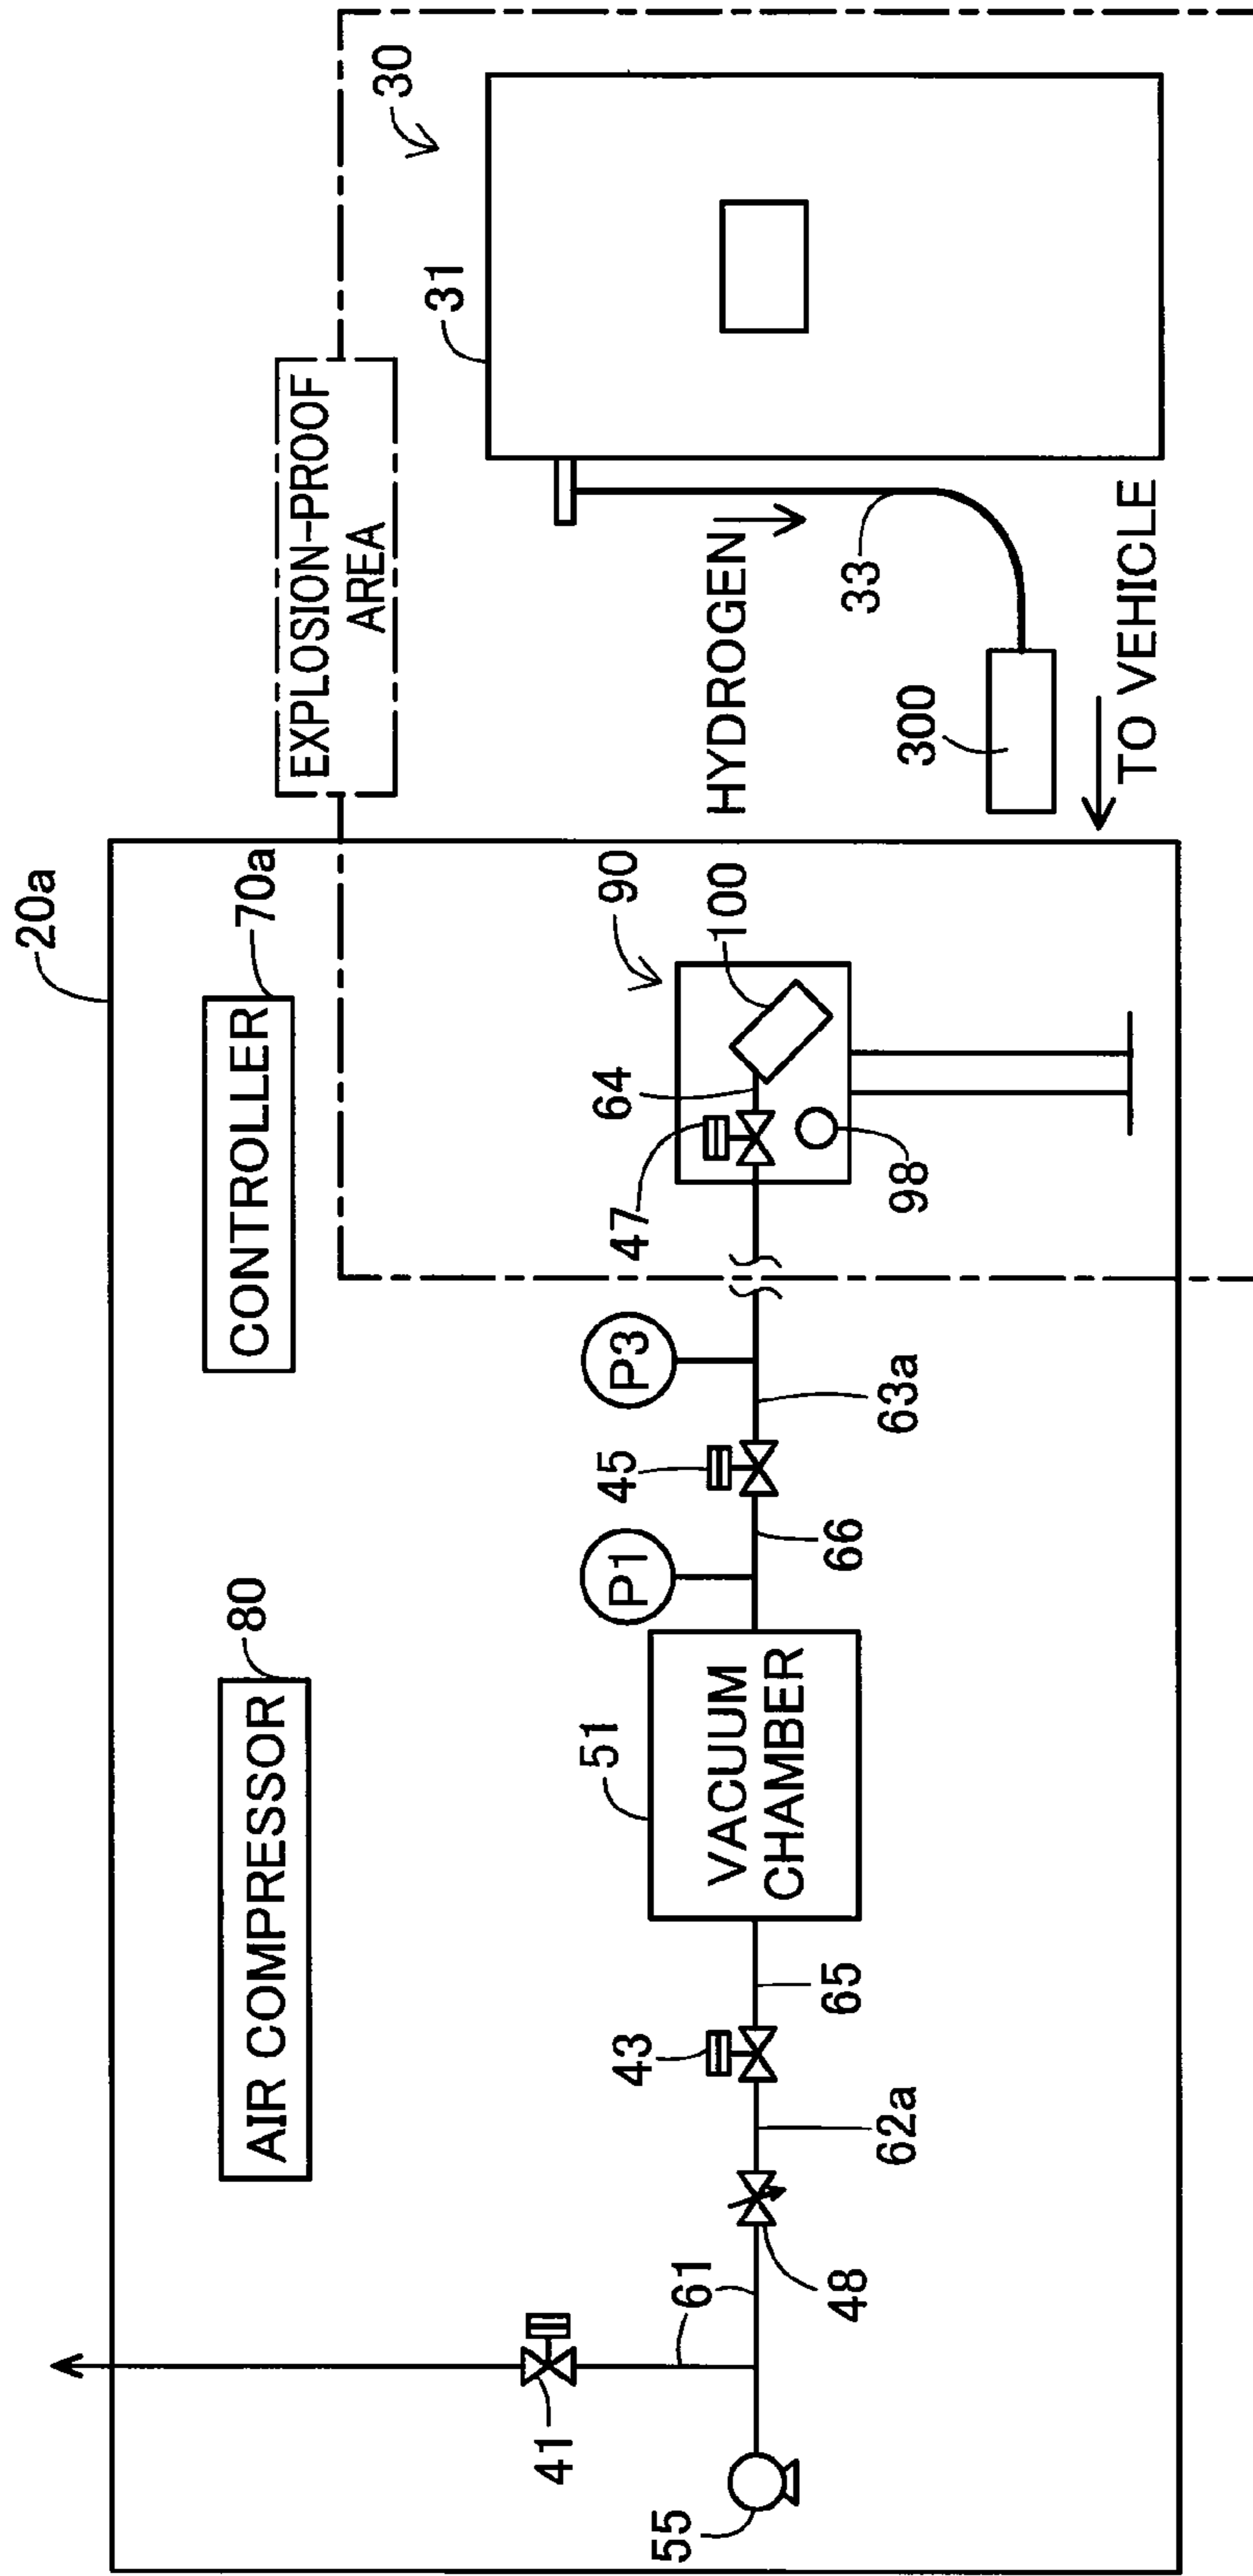 20a
AIR COMPRESSOR
80
CONTROLLER
70a
EXPLOSION-PROOF
AREA
30
31
HYDROGEN
33
300
TO VEHICLE
90
100
64
47
98
P3
63a
45
P1
66
51
VACUUM
CHAMBER
65
43
62a
48
61
41
55